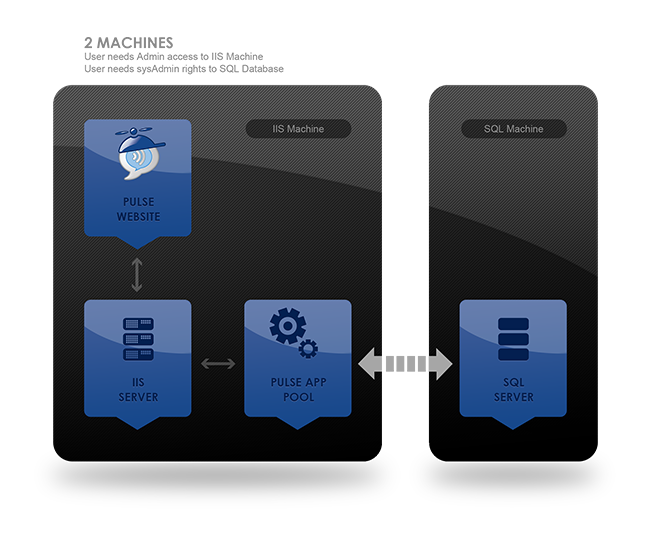 2 MACHINES
User needs Admin access to IIS Machine
User needs sysAdmin rights to SQL Database
IIS Machine
SQL Machine
PULSE
WEBSITE
IIS
SERVER
PULSE APP
POOL
SQL
SERVER